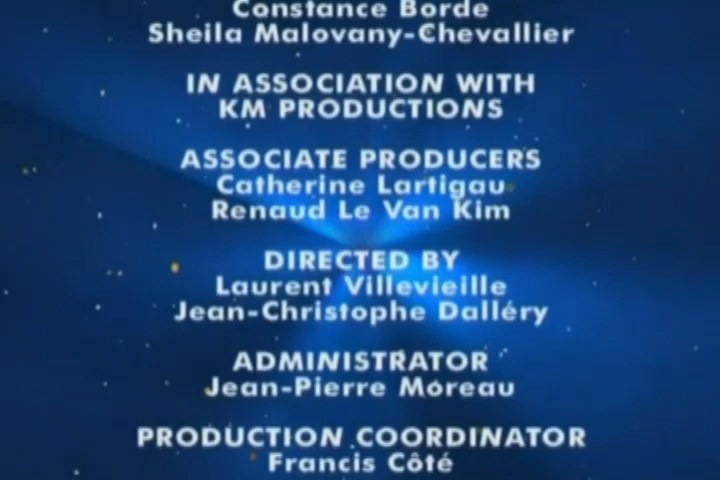 Constance Borde
Sheila Malovany-Chevallier
IN ASSOCIATION WITH
KM PRODUCTIONS
ASSOCIATE PRODUCERS
Catherine Lartigau
Renaud Le Van Kim
DIRECTED BY
Laurent Villevieille
Jean-Christophe Dalléry
ADMINISTRATOR
Jean-Pierre Moreau
PRODUCTION COORDINATOR
Francis Côté